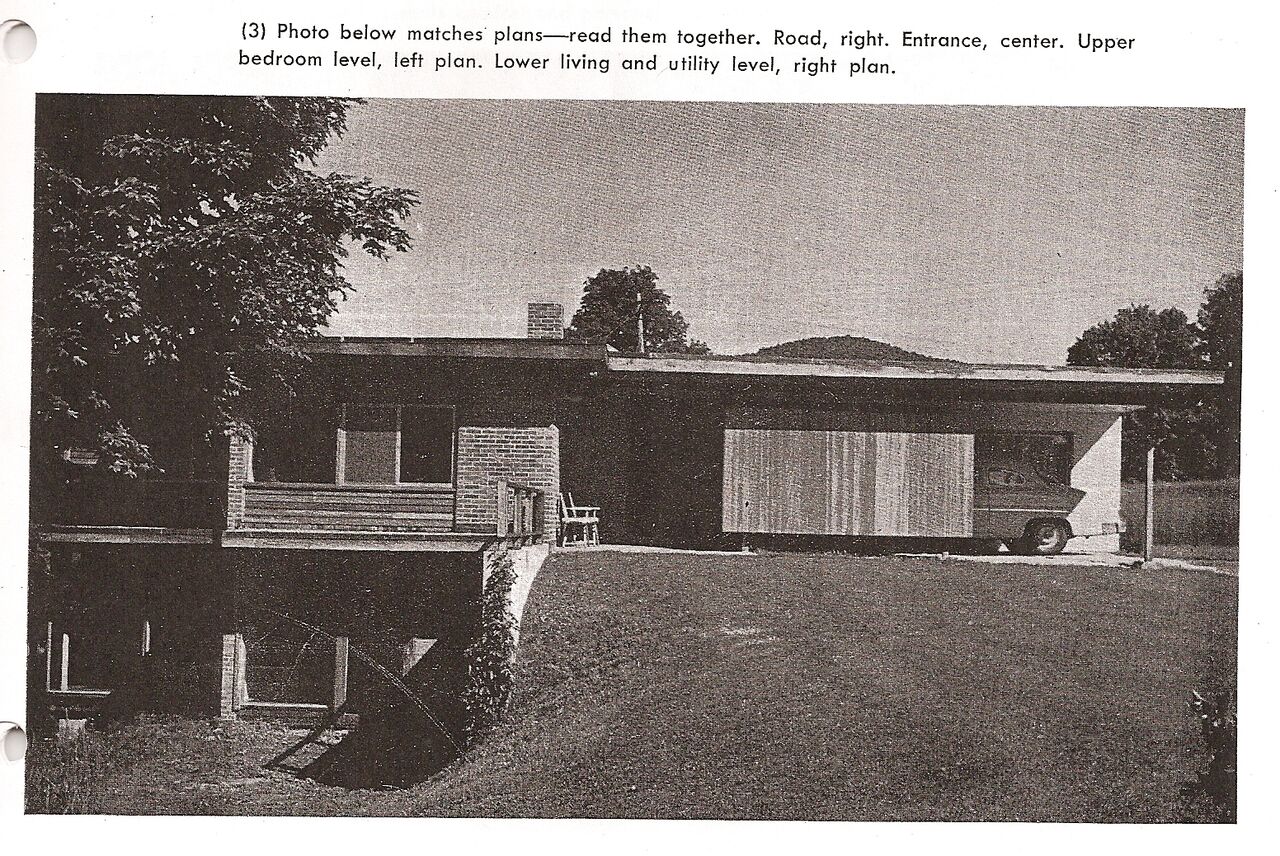 (3) Photo below matches plans—read them together. Road, right. Entrance, center. Upper
bedroom level, left plan. Lower living and utility level, right plan.